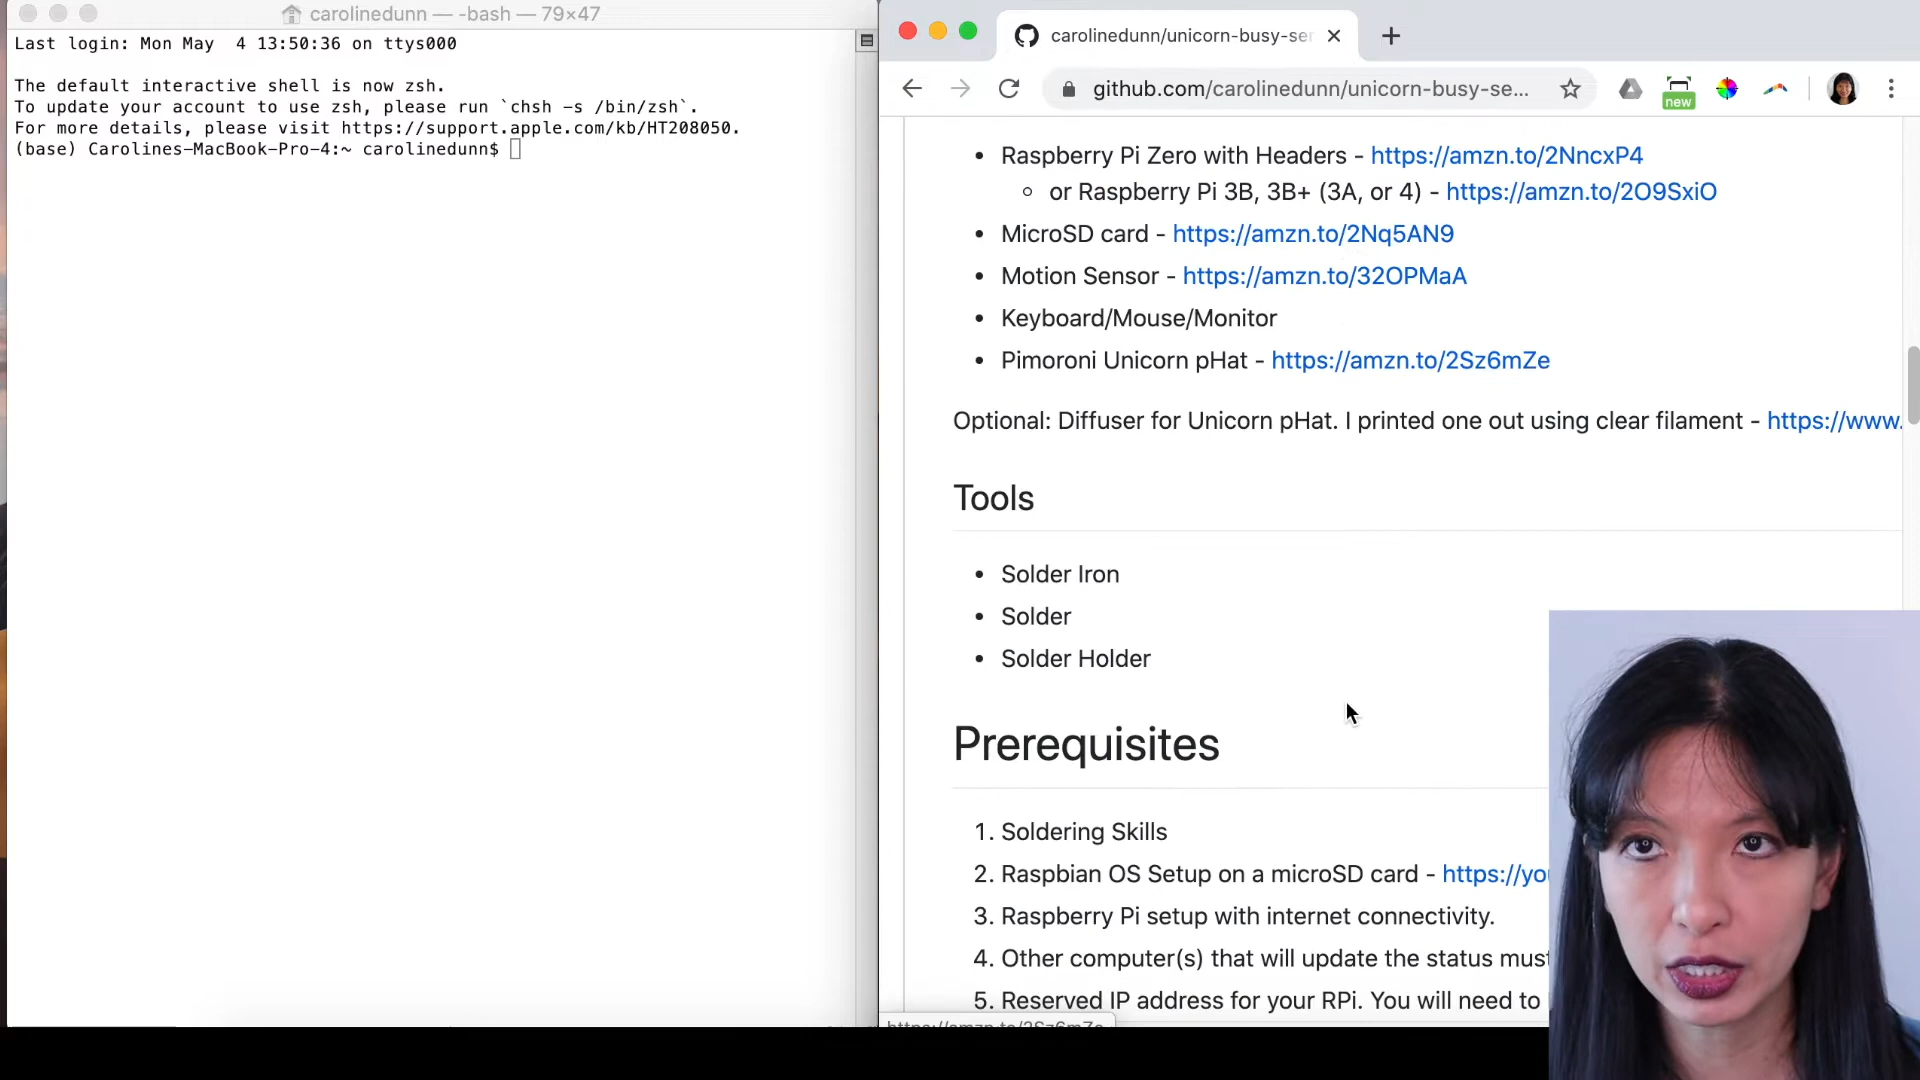 carolinedunn — -bash — 79×47
Last login: Mon May  4 13:50:36 on ttys000
The default interactive shell is now zsh.
To update your account to use zsh, please run `chsh -s /bin/zsh`.
For more details, please visit https://support.apple.com/kb/HT208050.
(base) Carolines-MacBook-Pro-4:~ carolinedunn$
carolinedunn/unicorn-busy-ser
github.com/carolinedunn/unicorn-busy-se...
new
• Raspberry Pi Zero with Headers - https://amzn.to/2NncxP4
◦ or Raspberry Pi 3B, 3B+ (3A, or 4) - https://amzn.to/2O9SxiO
• MicroSD card - https://amzn.to/2Nq5AN9
• Motion Sensor - https://amzn.to/32OPMaA
• Keyboard/Mouse/Monitor
• Pimoroni Unicorn pHat - https://amzn.to/2Sz6mZe
Optional: Diffuser for Unicorn pHat. I printed one out using clear filament - https://www.
Tools
• Solder Iron
• Solder
• Solder Holder
Prerequisites
1. Soldering Skills
2. Raspbian OS Setup on a microSD card - https://you
3. Raspberry Pi setup with internet connectivity.
4. Other computer(s) that will update the status must
5. Reserved IP address for your RPi. You will need to
https://amzn.to/2Sz6mZe